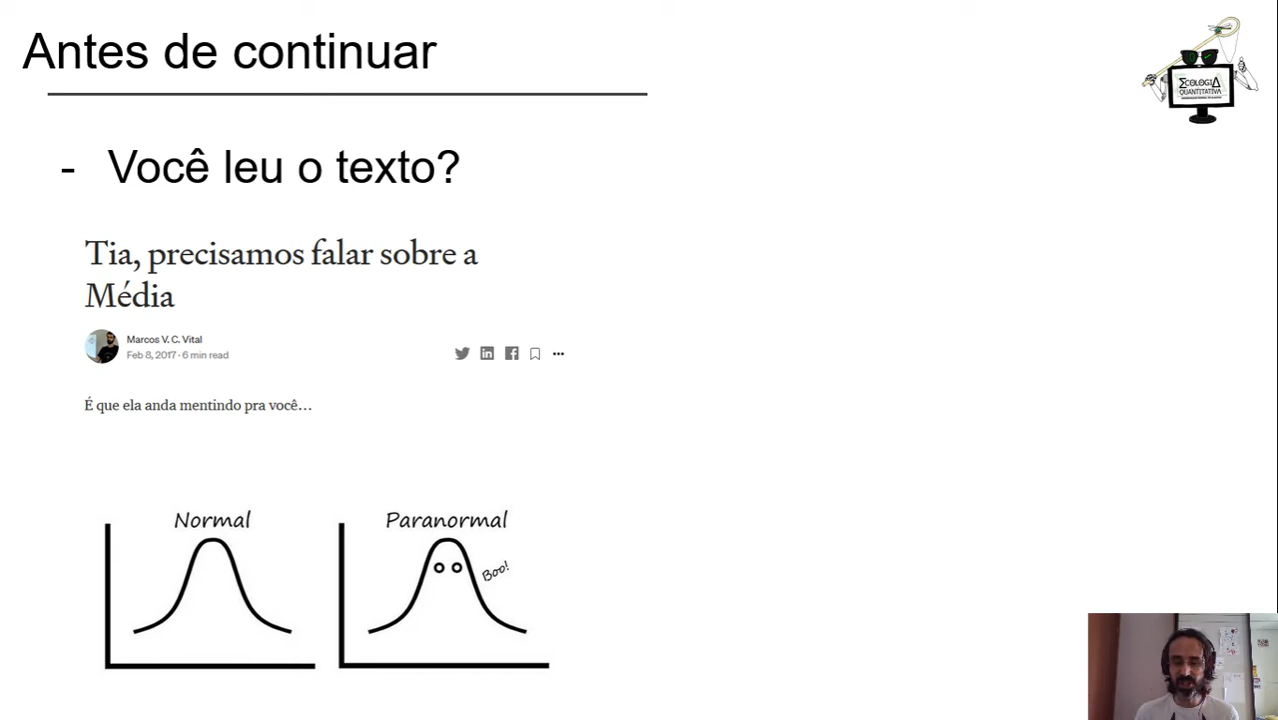 Antes de continuar
ECOLOGIA
QUANTITATIVA
- Você leu o texto?
Tia, precisamos falar sobre a
Média
Marcos V. C. Vital
Feb 8, 2017 · 6 min read
É que ela anda mentindo pra você...
Normal
Paranormal
Boo!